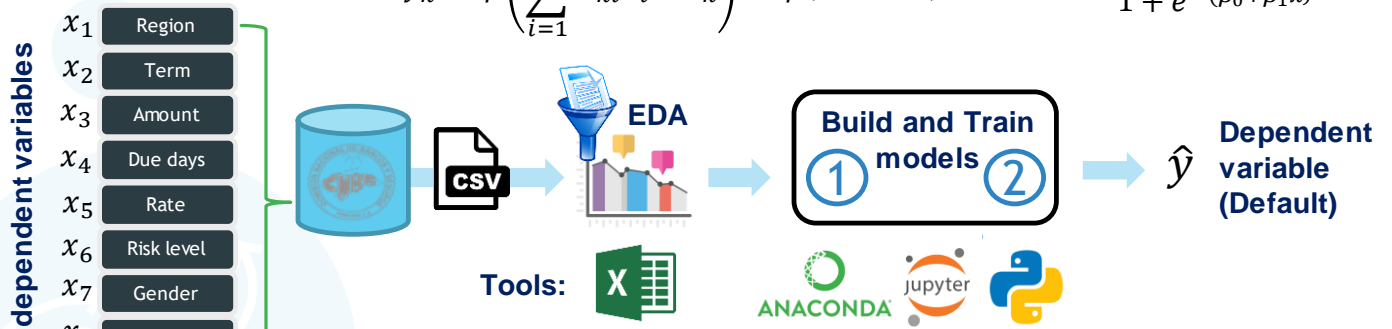 dependent variables
x₁ Region
x₂ Term
x₃ Amount
x₄ Due days
x₅ Rate
x₆ Risk level
x₇ Gender
i=1
CSV
EDA
Build and Train
models
1
2
ŷ
Dependent
variable
(Default)
Tools:
X
ANACONDA
jupyter